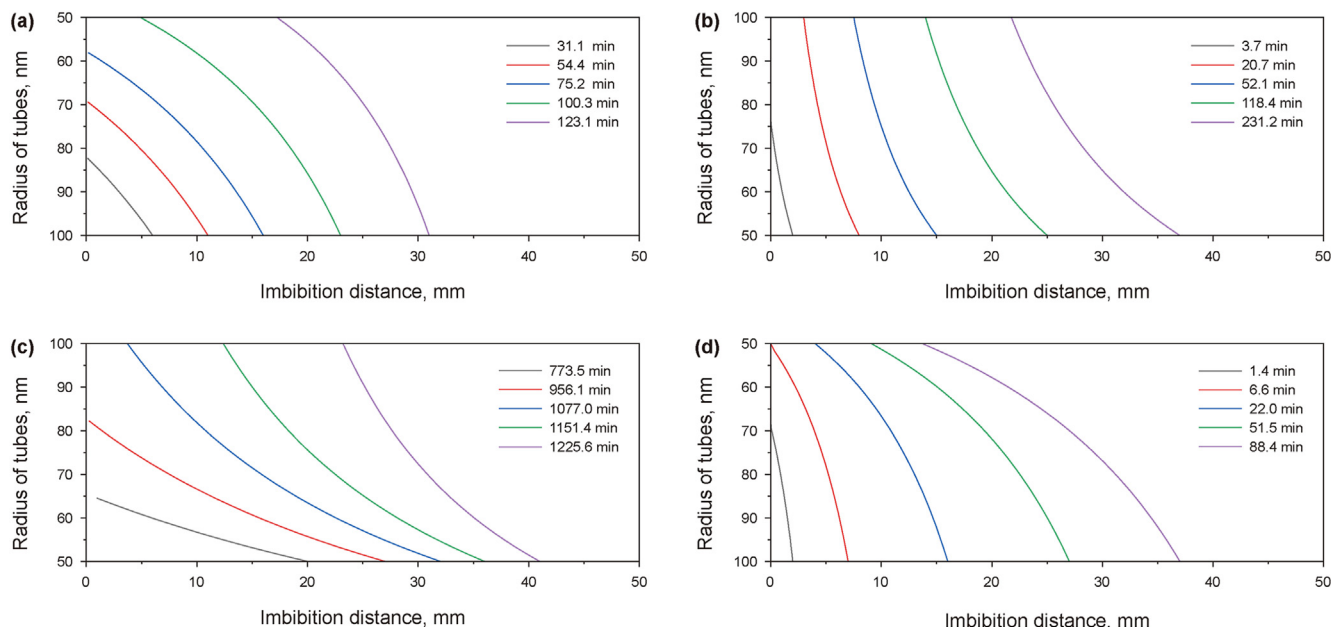 (a)
50
60
70
80
90
100
Radius of tubes, nm
31.1 min
54.4 min
75.2 min
100.3 min
123.1 min
0 10 20 30 40 50
Imbibition distance, mm
(b)
100
90
80
70
60
50
Radius of tubes, nm
3.7 min
20.7 min
52.1 min
118.4 min
231.2 min
0 10 20 30 40 50
Imbibition distance, mm
(c)
100
90
80
70
60
50
Radius of tubes, nm
773.5 min
956.1 min
1077.0 min
1151.4 min
1225.6 min
0 10 20 30 40 50
Imbibition distance, mm
(d)
50
60
70
80
90
100
Radius of tubes, nm
1.4 min
6.6 min
22.0 min
51.5 min
88.4 min
0 10 20 30 40 50
Imbibition distance, mm